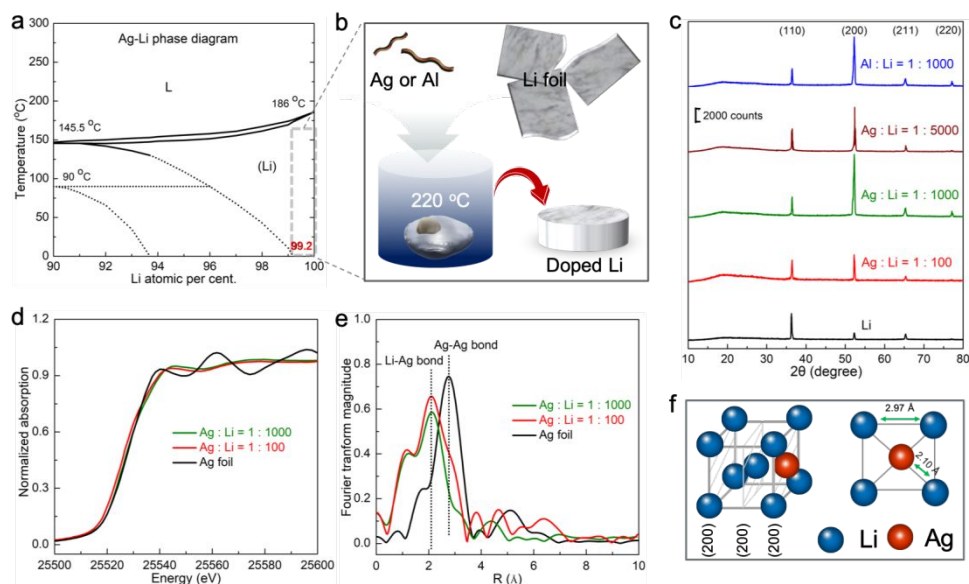 a
Ag-Li phase diagram
Temperature (°C)
300
250
200
150
100
50
0
L
186 °C
145.5 °C
(Li)
90 °C
99.2
90 92 94 96 98 100
Li atomic per cent.
b
Ag or Al
Li foil
220 °C
Doped Li
c
(110) (200) (211) (220)
Al : Li = 1 : 1000
2000 counts
Ag : Li = 1 : 5000
Ag : Li = 1 : 1000
Ag : Li = 1 : 100
Li
10 20 30 40 50 60 70 80
2θ (degree)
d
Normalized absorption
1.2
0.9
0.6
0.3
0.0
Ag : Li = 1 : 1000
Ag : Li = 1 : 100
Ag foil
25500 25520 25540 25560 25580 25600
Energy (eV)
e
Fourier tranform magnitude
1.0
0.8
0.6
0.4
0.2
0.0
Ag-Ag bond
Li-Ag bond
Ag : Li = 1 : 1000
Ag : Li = 1 : 100
Ag foil
0 2 4 6 8 10
R (Å)
f
2.97 Å
2.10 Å
(200) (200) (200)
Li Ag